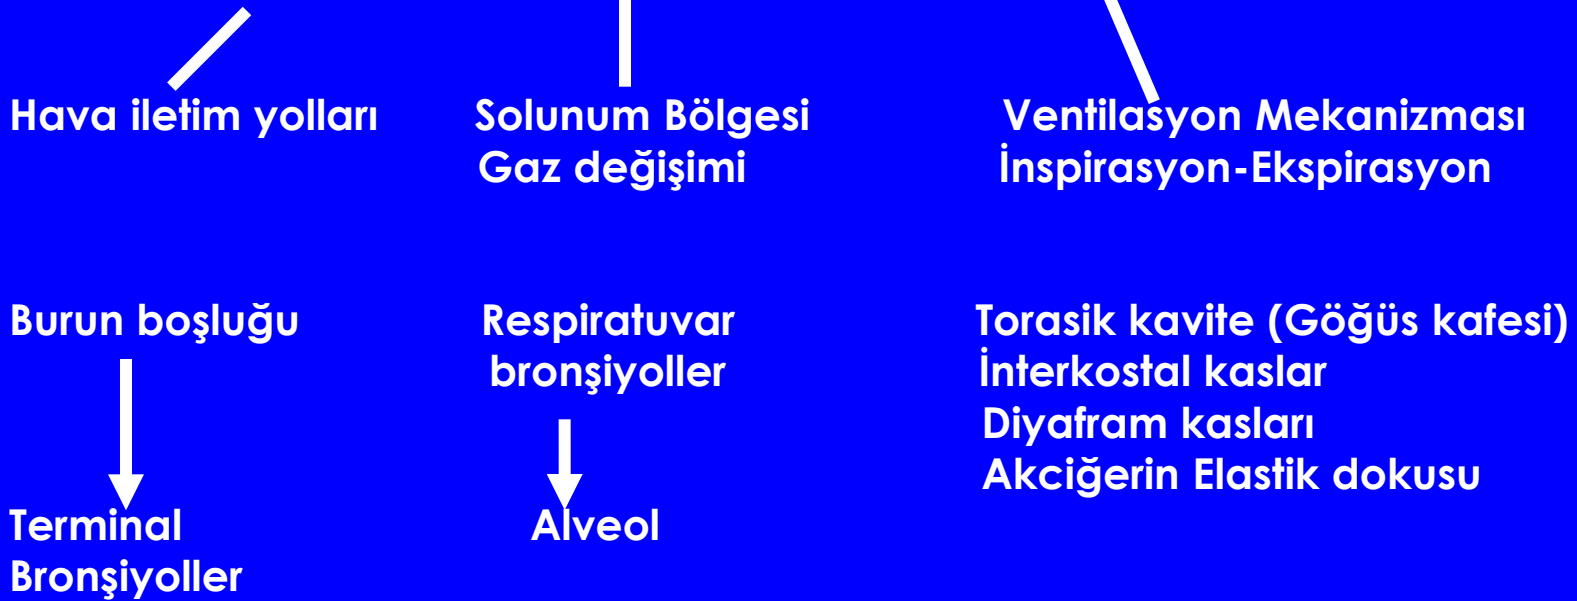 Hava iletim yolları
Solunum Bölgesi
Gaz değişimi
Ventilasyon Mekanizması
İnspirasyon-Ekspirasyon
Burun boşluğu
Terminal
Bronşiyoller
Respiratuvar
bronşiyoller
Alveol
Torasik kavite (Göğüs kafesi)
İnterkostal kaslar
Diyafram kasları
Akciğerin Elastik dokusu